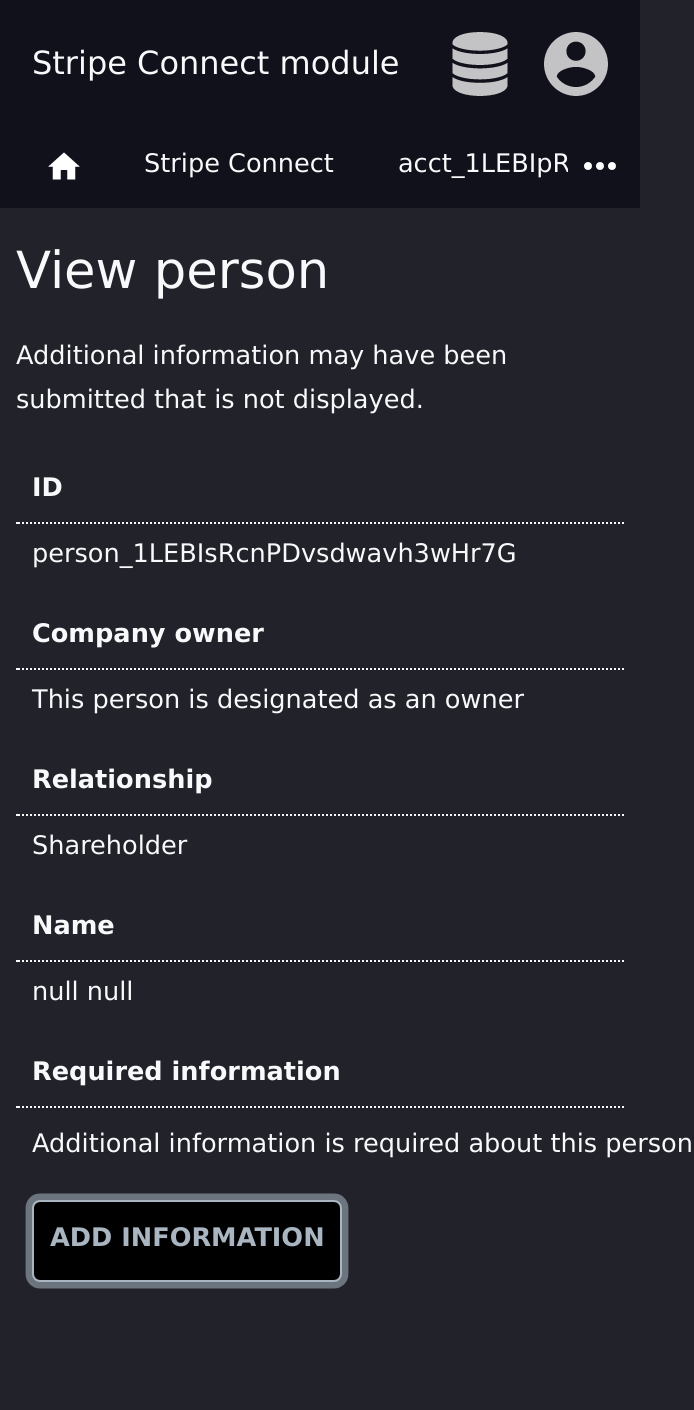 Stripe Connect module
Stripe Connect acct_1LEBIpR
View person
Additional information may have been
submitted that is not displayed.
ID
person_1LEBIsRcnPDvsdwavh3wHr7G
Company owner
This person is designated as an owner
Relationship
Shareholder
Name
null null
Required information
Additional information is required about this person
ADD INFORMATION